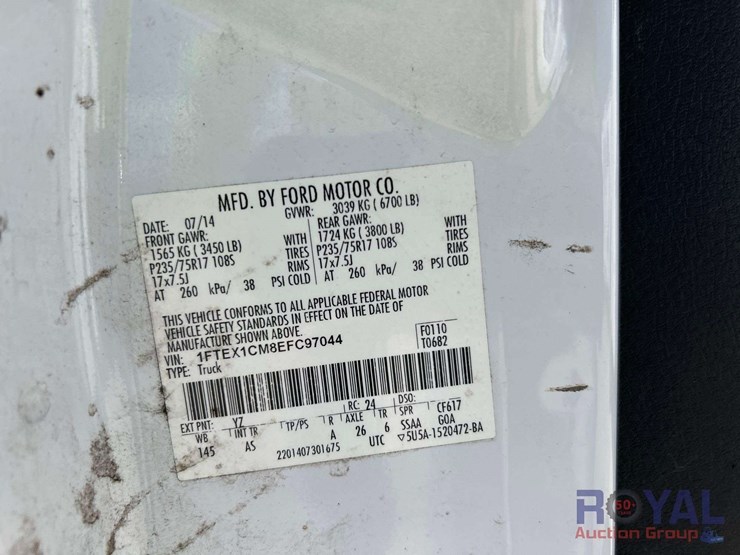 MFD. BY FORD MOTOR CO.
DATE: 07/14 GVWR: 3039 KG ( 6700 LB)
FRONT GAWR: REAR GAWR:
1565 KG ( 3450 LB) WITH 1724 KG ( 3800 LB) WITH
P235/75R17 108S TIRES P235/75R17 108S TIRES
17x7.5J RIMS 17x7.5J RIMS
AT 260 kPa/ 38 PSI COLD AT 260 kPa/ 38 PSI COLD
THIS VEHICLE CONFORMS TO ALL APPLICABLE FEDERAL MOTOR
VEHICLE SAFETY STANDARDS IN EFFECT ON THE DATE OF
MANUFACTURE SHOWN ABOVE.
VIN: 1FTEX1CM8EFC97044 F0110
TYPE: Truck T0682
EXT PNT: YZ RC: 24 DSO: CF617
WB INT TR TP/PS R AXLE TR SPR GOA
145 AS A 26 6 SSAA
2201407301675 UTC ▽5U5A-1520472-BA
ROYAL
50+
Auction Group